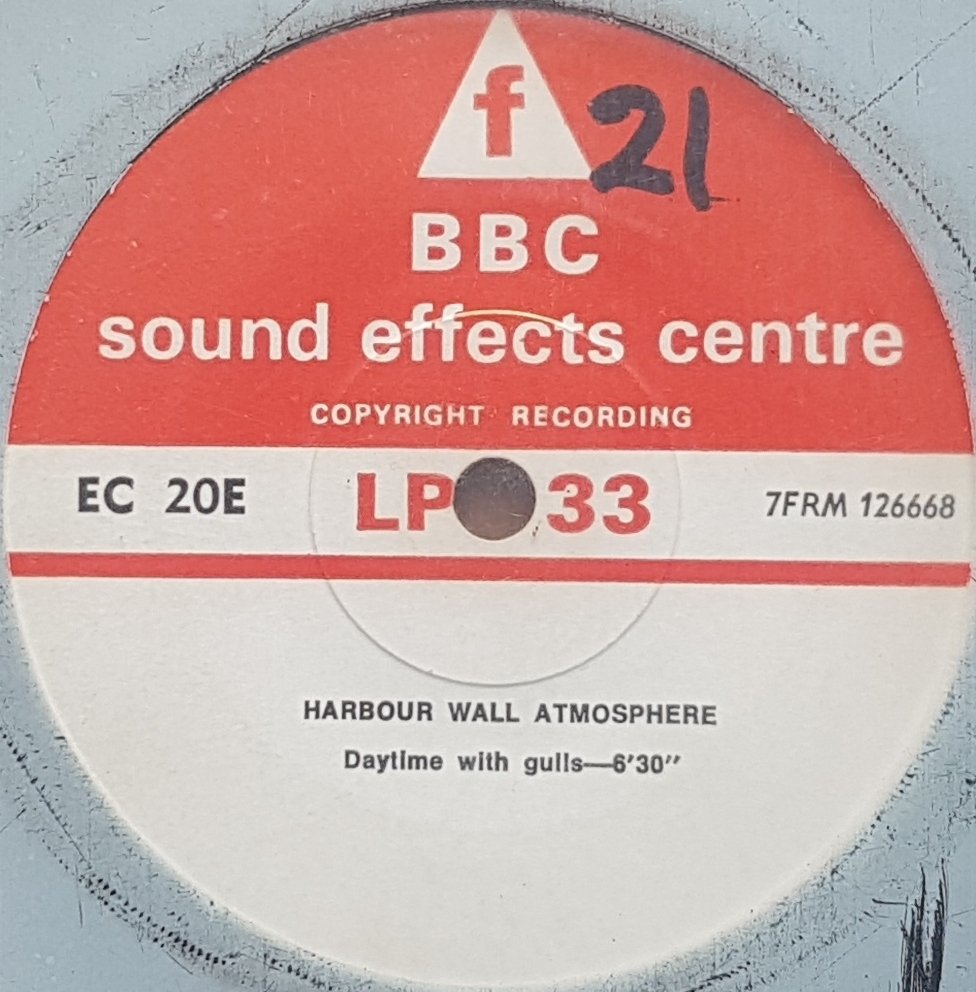 f 21
BBC
sound effects centre
COPYRIGHT RECORDING
EC 20E LP 33 7FRM 126668
HARBOUR WALL ATMOSPHERE
Daytime with gulls—6’30”